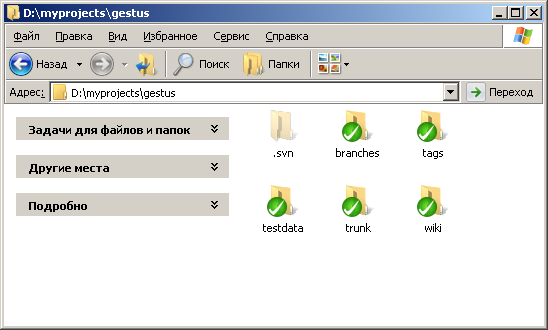 D:\myprojects\gestus
Файл Правка Вид Избранное Сервис Справка
Назад Поиск Папки
Адрес: D:\myprojects\gestus Переход
Задачи для файлов и папок
.svn branches tags
Другие места
Подробно
testdata trunk wiki